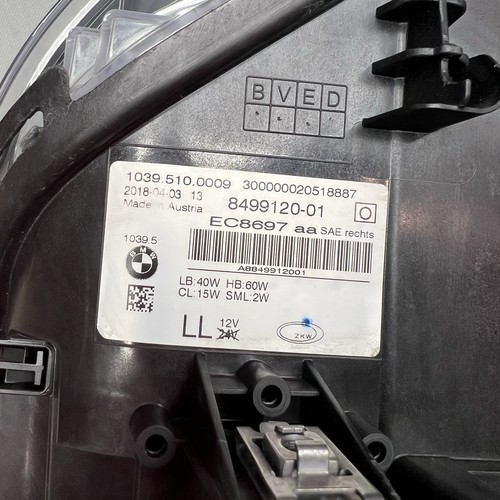 B V E D
1039.510.0009 300000020518887
2018-04-03 13
8499120-01
Made in Austria
EC8697 aa SAE rechts
1039.5
BMW
A8849912001
LB:40W HB:60W
CL:15W SML:2W
LL 12V
24V
ZKW